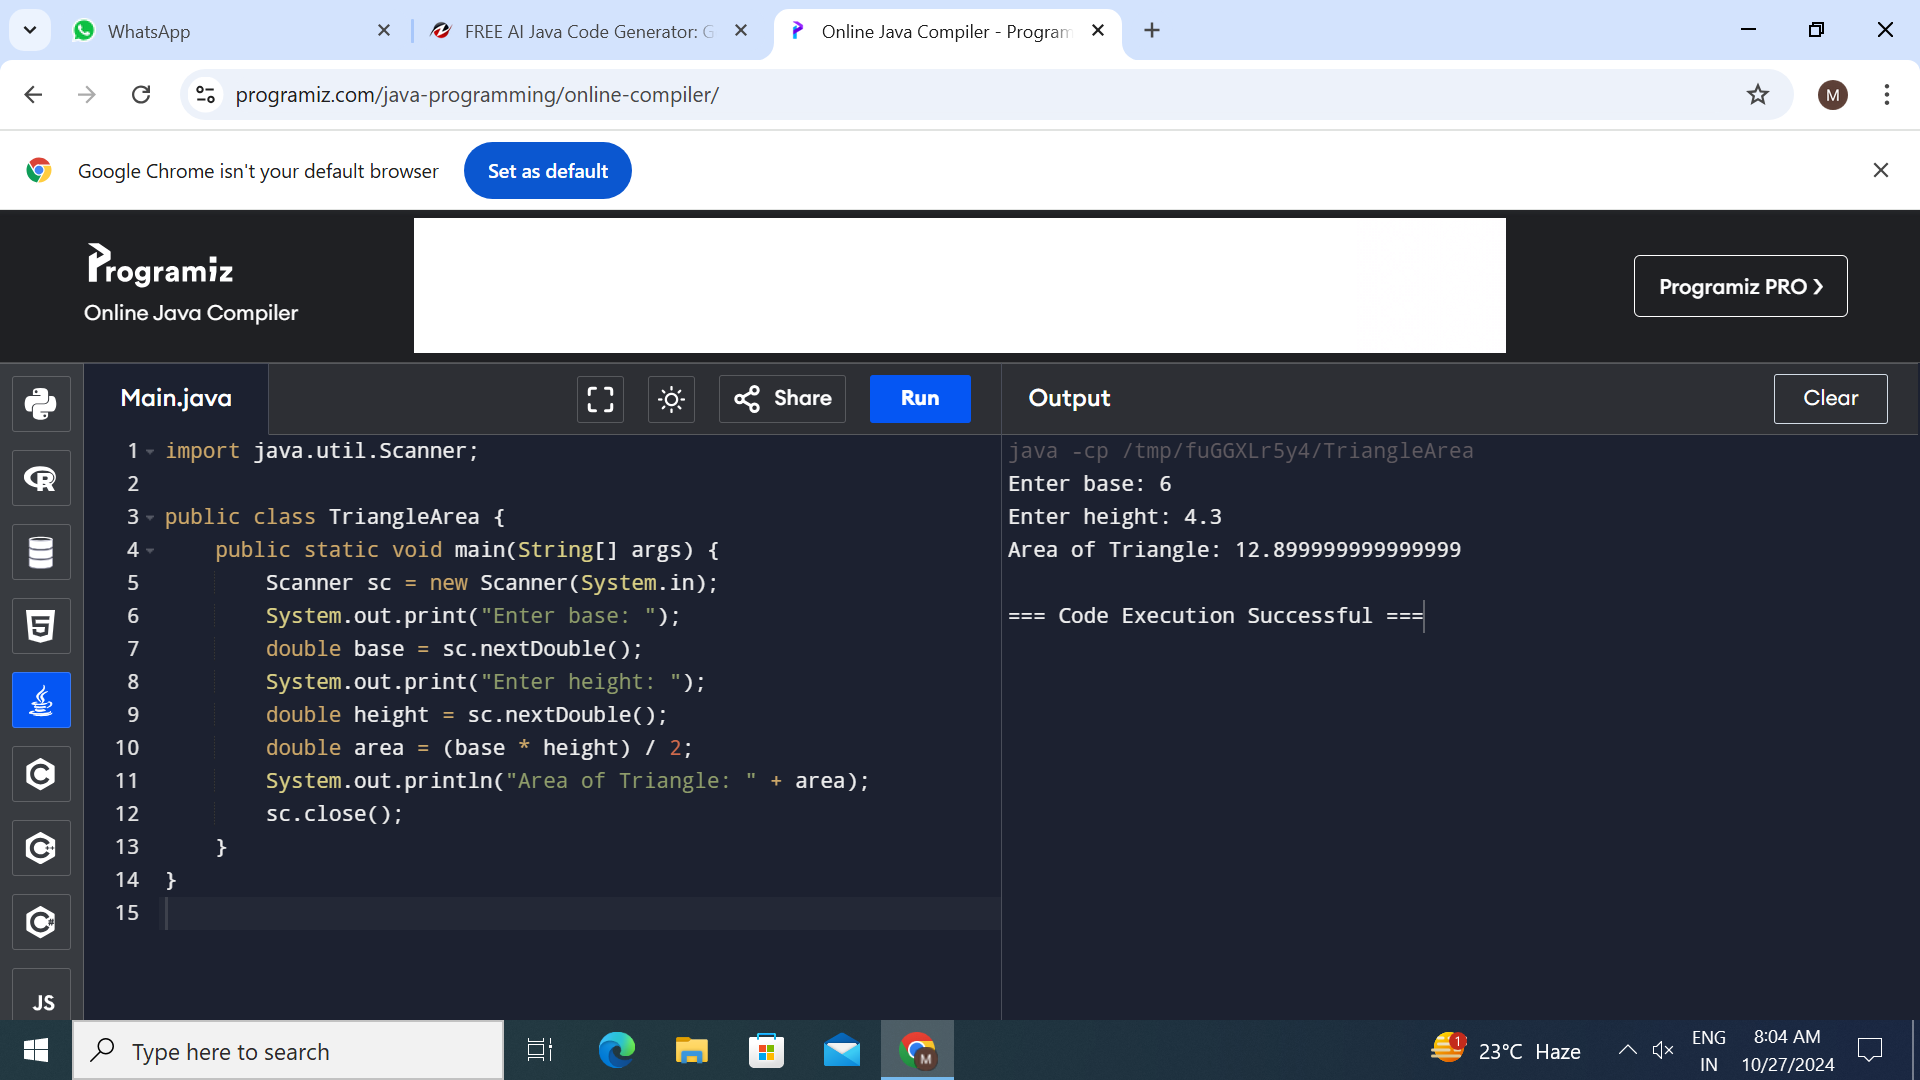 WhatsApp
FREE AI Java Code Generator: G
Online Java Compiler - Program
programiz.com/java-programming/online-compiler/
M
Google Chrome isn't your default browser
Set as default
Programiz
Online Java Compiler
Programiz PRO ›
Main.java
Share
Run
Output
Clear
1 import java.util.Scanner;
2
3 public class TriangleArea {
4 public static void main(String[] args) {
5 Scanner sc = new Scanner(System.in);
6 System.out.print("Enter base: ");
7 double base = sc.nextDouble();
8 System.out.print("Enter height: ");
9 double height = sc.nextDouble();
10 double area = (base * height) / 2;
11 System.out.println("Area of Triangle: " + area);
12 sc.close();
13 }
14 }
15
java -cp /tmp/fuGGXLr5y4/TriangleArea
Enter base: 6
Enter height: 4.3
Area of Triangle: 12.899999999999999
=== Code Execution Successful ===
R
5
C
C++
C#
JS
Type here to search
M
1
23°C Haze
ENG
IN
8:04 AM
10/27/2024